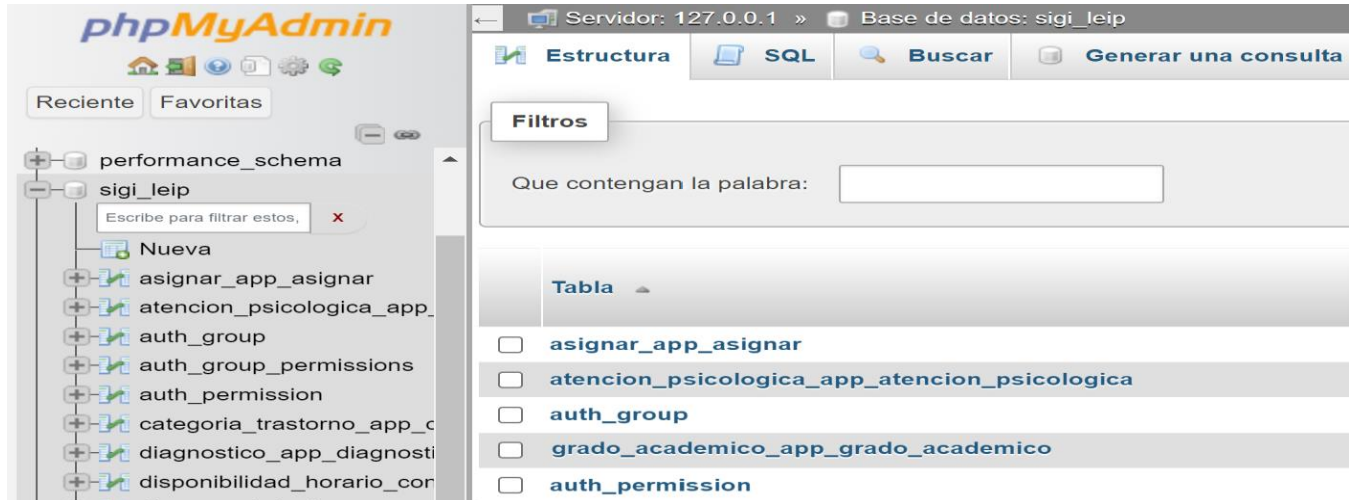 phpMyAdmin
Reciente Favoritas
performance_schema
sigi_leip
Escribe para filtrar estos, X
Nueva
asignar_app_asignar
atencion_psicologica_app_
auth_group
auth_group_permissions
auth_permission
categoria_trastorno_app_c
diagnostico_app_diagnosti
disponibilidad_horario_con
Servidor: 127.0.0.1 » Base de datos: sigi_leip
Estructura SQL Buscar Generar una consulta
Filtros
Que contengan la palabra:
Tabla
asignar_app_asignar
atencion_psicologica_app_atencion_psicologica
auth_group
grado_academico_app_grado_academico
auth_permission